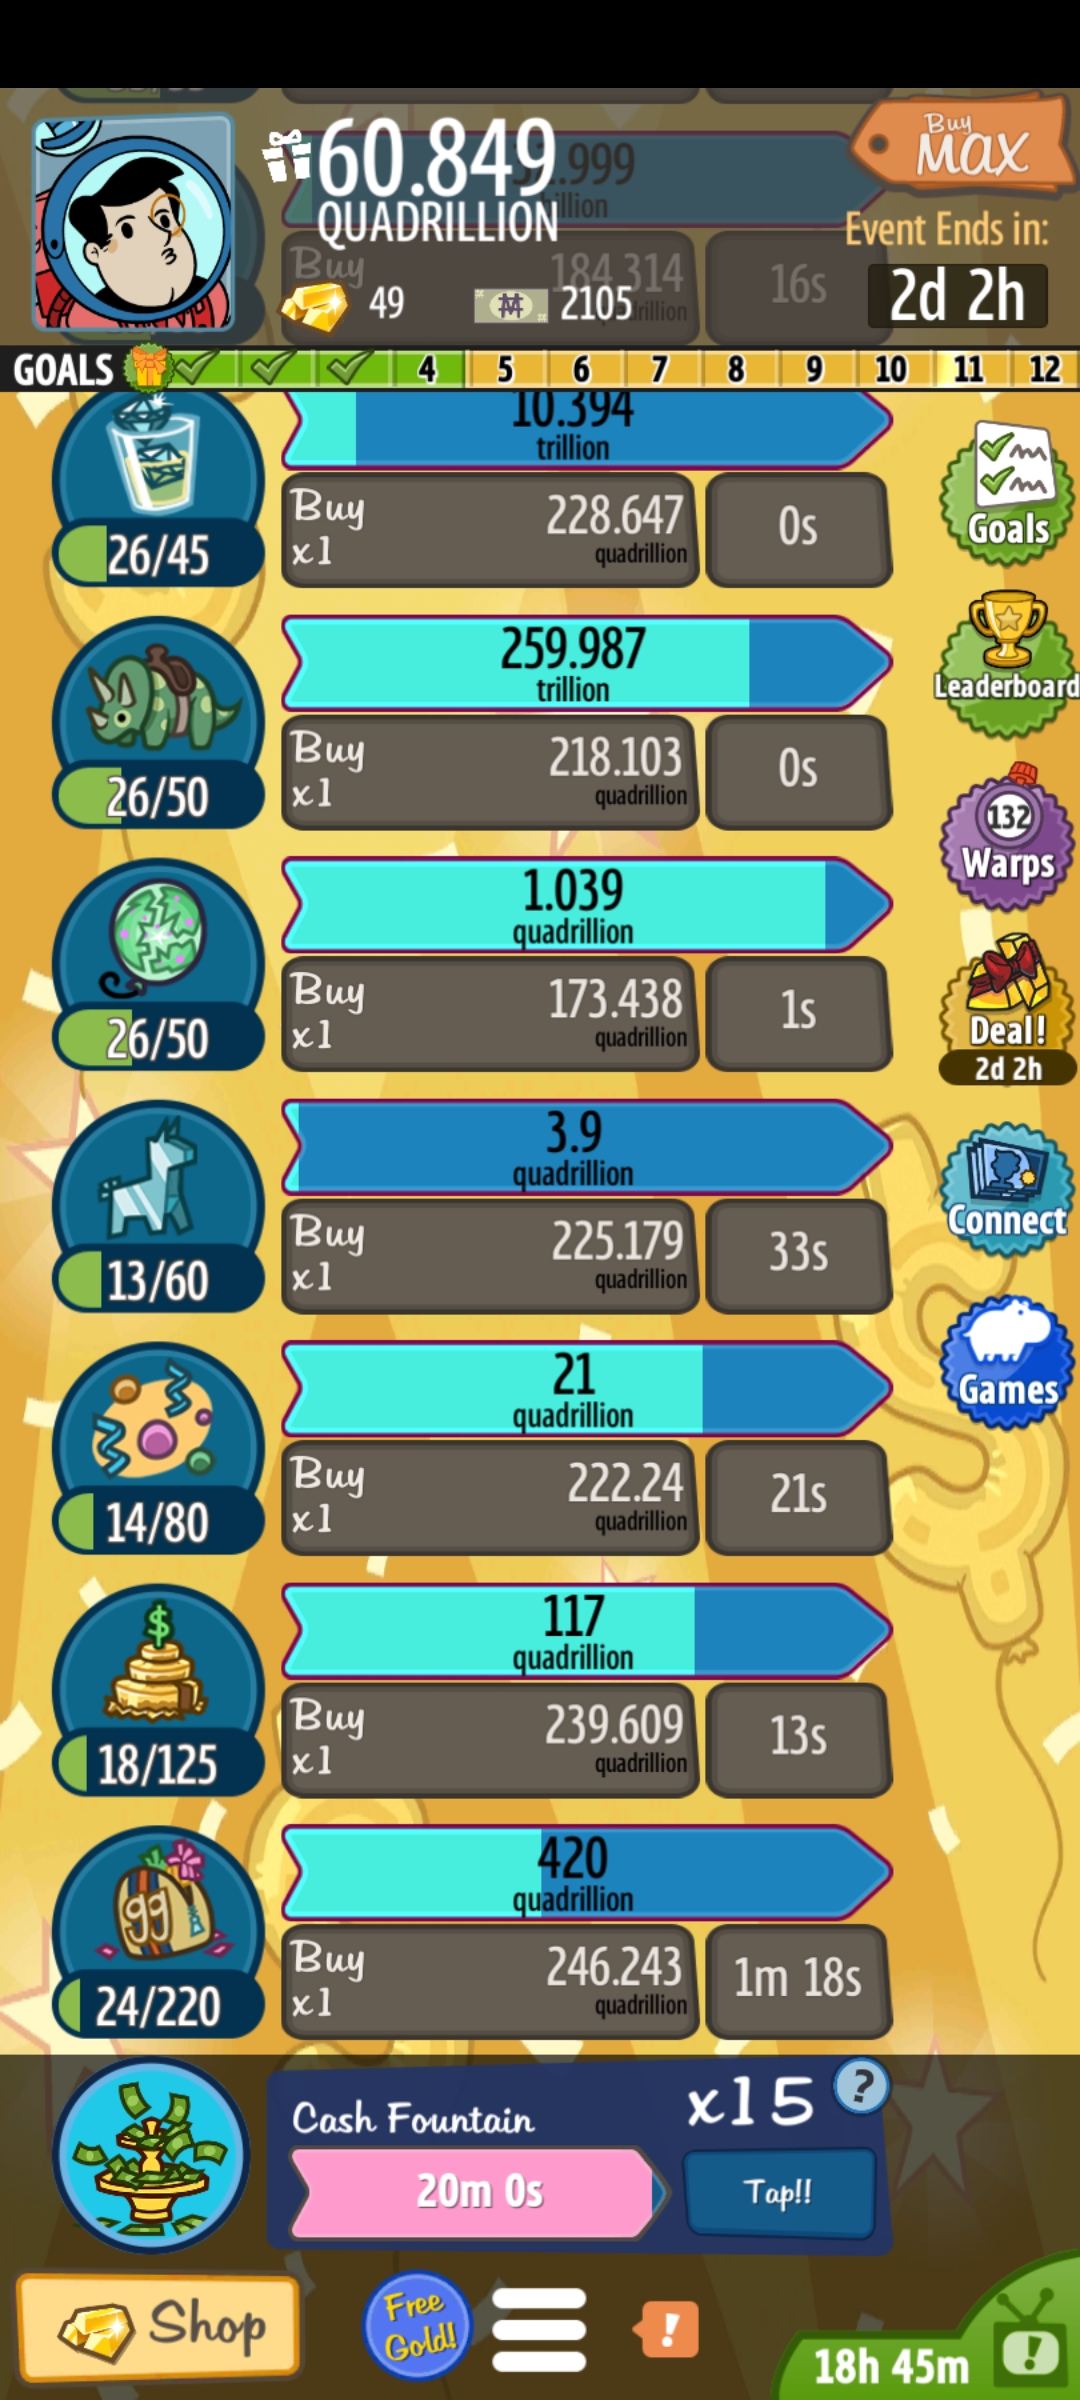 60.849
QUADRILLION
Buy
MAX
Event Ends in:
2d 2h
.999
illion
Buy
184.314
rillion
16s
49
2105
GOALS 4 5 6 7 8 9 10 11 12
10.394
trillion
26/45
Buy
x1
228.647
quadrillion
0s
Goals
259.987
trillion
26/50
Buy
x1
218.103
quadrillion
0s
Leaderboard
1.039
quadrillion
26/50
Buy
x1
173.438
quadrillion
1s
132
Warps
Deal!
2d 2h
3.9
quadrillion
13/60
Buy
x1
225.179
quadrillion
33s
Connect
21
quadrillion
14/80
Buy
x1
222.24
quadrillion
21s
Games
$
117
quadrillion
18/125
Buy
x1
239.609
quadrillion
13s
99
420
quadrillion
24/220
Buy
x1
246.243
quadrillion
1m 18s
Cash Fountain
x15
?
20m 0s
Tap!!
Shop
Free
Gold!
!
18h 45m
!